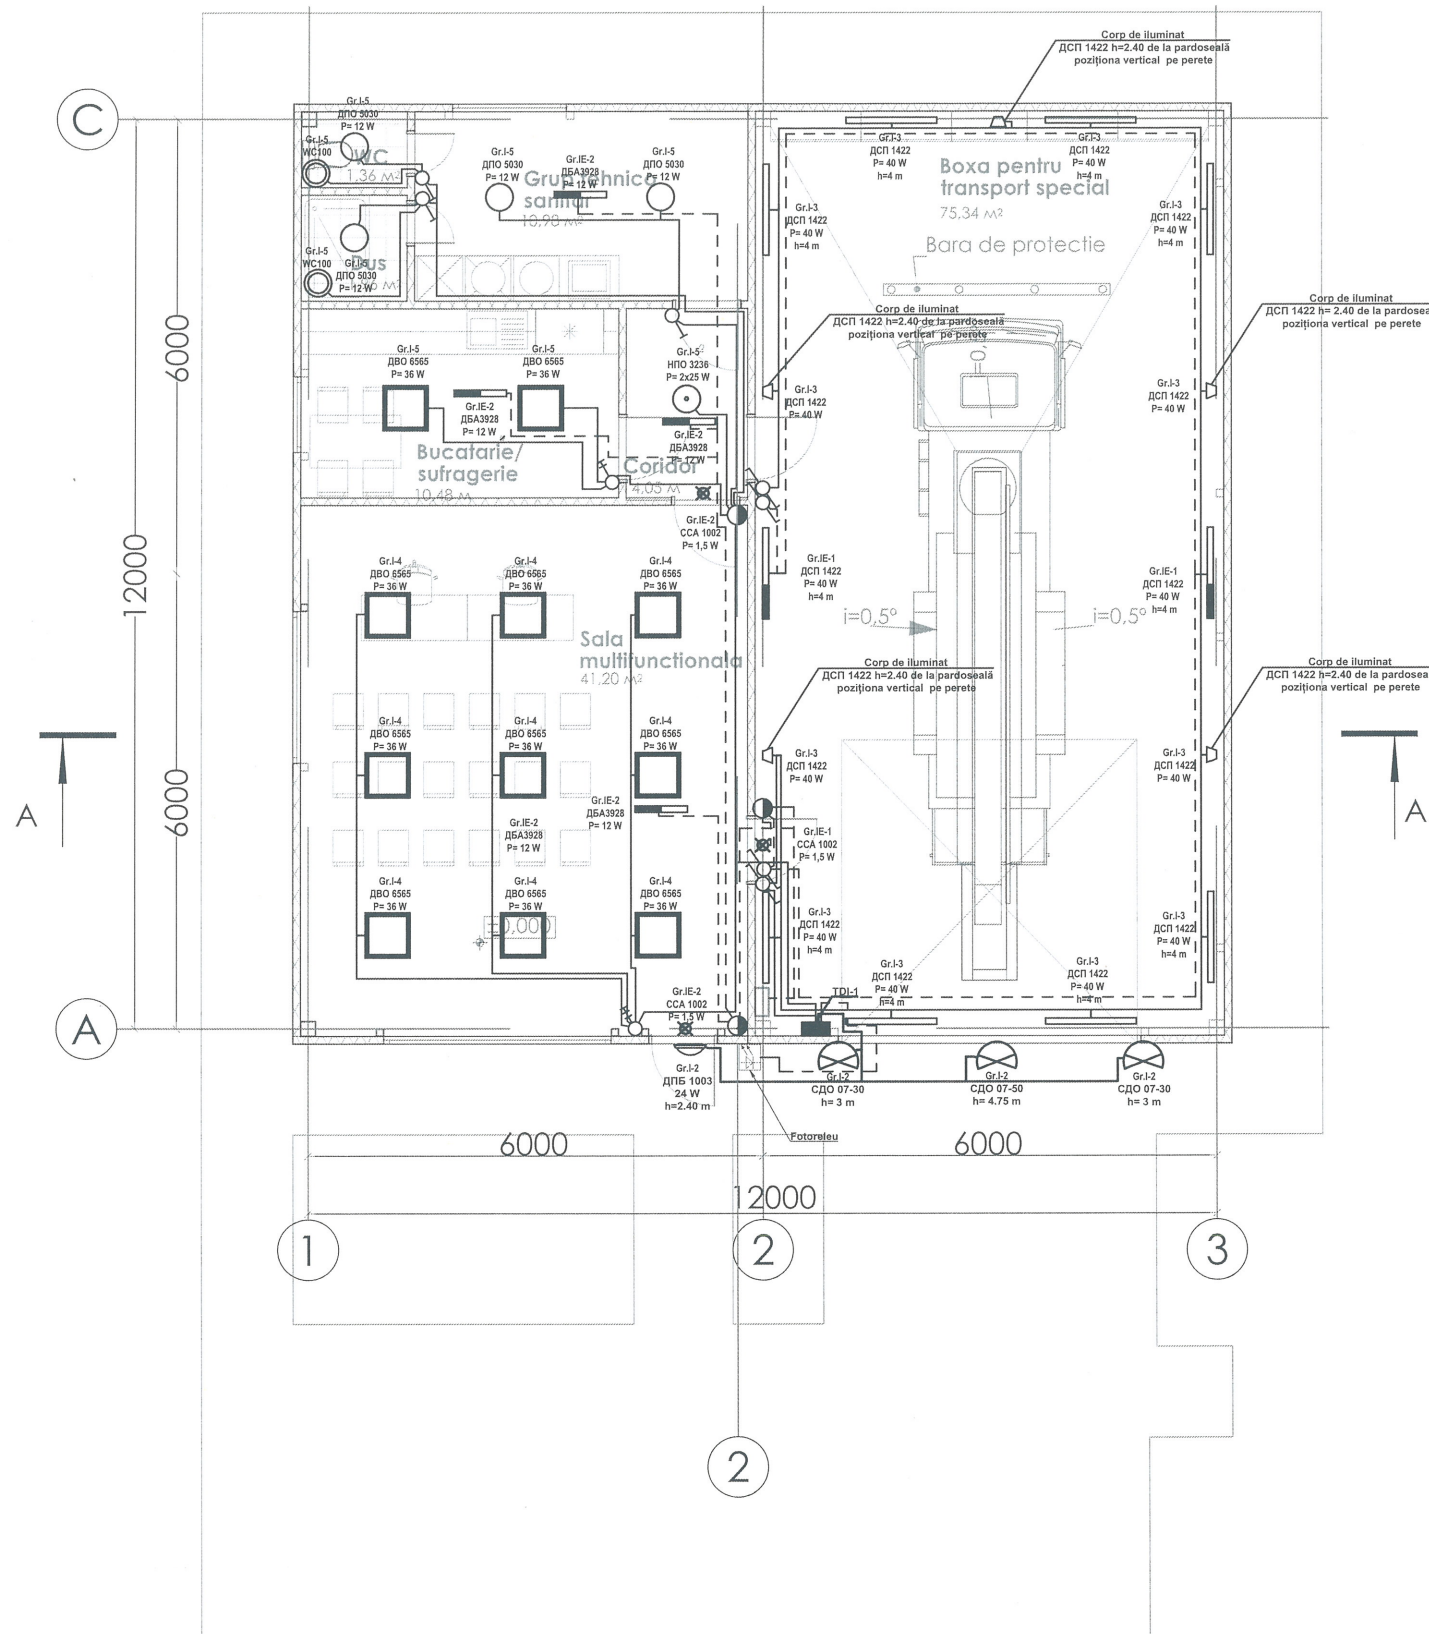 Corp de iluminat
ДСП 1422 h=2.40 de la pardoseală
poziționa vertical pe perete
C
Gr.I-5
ДПО 5030
P= 12 W
Gr.I-5
WC100
WC
1,36 м²
Gr.I-5
ДПО 5030
P= 12 W
Gr.IE-2
ДБА3928
P= 12 W
Gr.I-5
ДПО 5030
P= 12 W
Grup tehnica
sanitar
10,98 м²
Gr.I-3
ДСП 1422
P= 40 W
h=4 m
Gr.I-3
ДСП 1422
P= 40 W
h=4 m
Boxa pentru
transport special
75.34 м²
Gr.I-3
ДСП 1422
P= 40 W
h=4 m
Gr.I-3
ДСП 1422
P= 40 W
h=4 m
Bara de protectie
Gr.I-5
WC100
Dus
Gr.I-5
ДПО 5030
P= 12 W
Corp de iluminat
ДСП 1422 h=2.40 de la pardoseală
poziționa vertical pe perete
Corp de iluminat
ДСП 1422 h= 2.40 de la pardosea
poziționa vertical pe perete
6000
12000
6000
Gr.I-5
ДВО 6565
P= 36 W
Gr.I-5
ДВО 6565
P= 36 W
Gr.IE-2
ДБА3928
P= 12 W
Gr.I-5
НПО 3236
P= 2x25 W
Gr.IE-2
ДБА3928
P= 12 W
Gr.I-3
ДСП 1422
P= 40W
Gr.I-3
ДСП 1422
P= 40 W
Bucatarie/
sufragerie
10,48 м
Coridor
4,05 м
Gr.IE-2
ССА 1002
P= 1,5 W
Gr.I-4
ДВО 6565
P= 36 W
Gr.I-4
ДВО 6565
P= 36 W
Gr.I-4
ДВО 6565
P= 36 W
Gr.IE-1
ДСП 1422
P= 40 W
h=4 m
Gr.IE-1
ДСП 1422
P= 40 W
h=4 m
i=0,5°
i=0,5°
Sala
multifunctionala
41,20 м²
Corp de iluminat
ДСП 1422 h=2.40 de la pardoseală
poziționa vertical pe perete
Corp de iluminat
ДСП 1422 h=2.40 de la pardosea
poziționa vertical pe perete
Gr.I-4
ДВО 6565
P= 36 W
Gr.I-4
ДВО 6565
P= 36 W
Gr.I-4
ДВО 6565
P= 36 W
Gr.I-3
ДСП 1422
P= 40 W
Gr.I-3
ДСП 1422
P= 40 W
A
A
Gr.IE-2
ДБА3928
P= 12 W
Gr.IE-2
ДБА3928
P= 12 W
Gr.IE-1
ССА 1002
P= 1,5 W
Gr.I-4
ДВО 6565
P= 36 W
Gr.I-4
ДВО 6565
P= 36 W
Gr.I-4
ДВО 6565
P= 36 W
±0,000
Gr.I-3
ДСП 1422
P= 40 W
h=4 m
Gr.I-3
ДСП 1422
P= 40 W
h=4 m
Gr.I-3
ДСП 1422
P= 40 W
h=4 m
Gr.I-3
ДСП 1422
P= 40 W
h=4 m
A
Gr.IE-2
ССА 1002
P= 1,5 W
TDI-1
Gr.I-2
ДПБ 1003
24 W
h=2.40 m
Gr.I-2
СДО 07-30
h= 3 m
Gr.I-2
СДО 07-50
h= 4.75 m
Gr.I-2
СДО 07-30
h= 3 m
Fotoreleu
6000
6000
12000
1
2
3
2